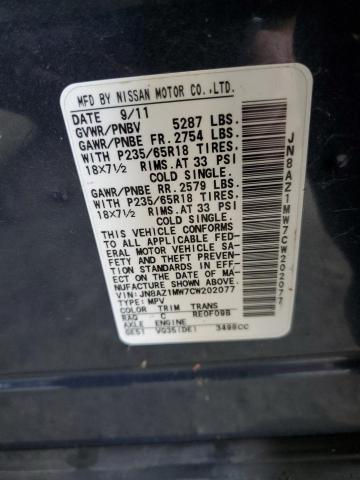 MFD BY NISSAN MOTOR CO.,LTD.
DATE 9/11
GVWR/PNBV 5287 LBS.
GAWR/PNBE FR. 2754 LBS.
WITH P235/65R18 TIRES.
18X7½ RIMS.AT 33 PSI
COLD SINGLE.
GAWR/PNBE RR. 2579 LBS.
WITH P235/65R18 TIRES.
18X7½ RIMS.AT 33 PSI
COLD SINGLE.
THIS VEHICLE CONFORMS
TO ALL APPLICABLE FED-
ERAL MOTOR VEHICLE SA-
FETY STANDARDS IN EFF-
ECT ON THE DATE OF MA-
NUFACTURE SHOWN ABOVE.
VIN:JN8AZ1MW7CW202077
TYPE:MPV
COLOR TRIM TRANS
RAQ C RE0F09B
AXLE ENGINE
VQ35(DE) 3498CC
JN8AZ1MW7CW202077